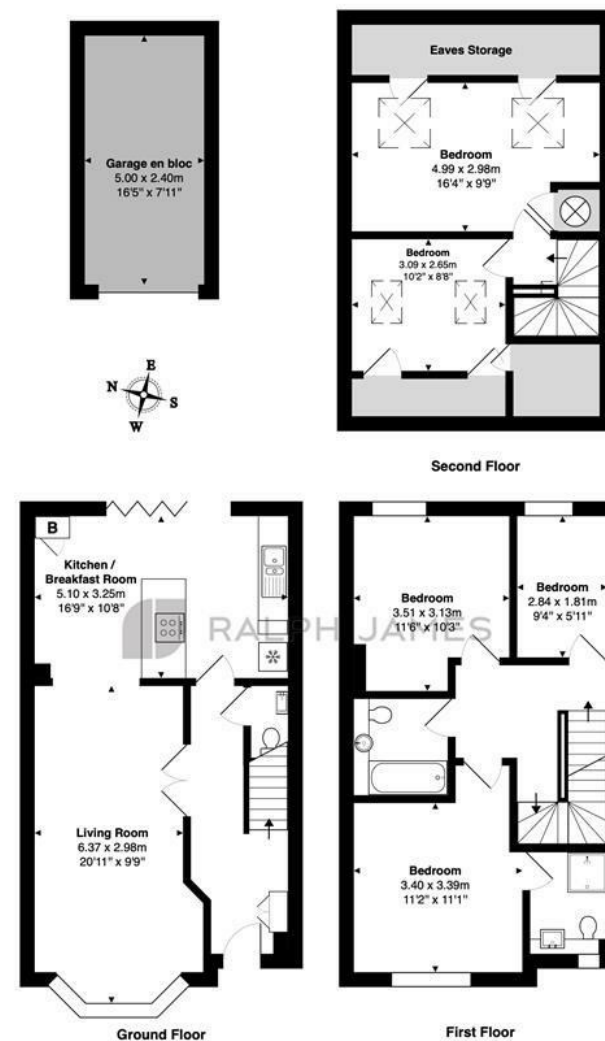 Garage en bloc
5.00 x 2.40m
16'5" x 7'11"
Eaves Storage
Bedroom
4.99 x 2.98m
16'4" x 9'9"
Bedroom
3.09 x 2.65m
10'2" x 8'8"
N E S W
Second Floor
B
Kitchen /
Breakfast Room
5.10 x 3.25m
16'9" x 10'8"
Living Room
6.37 x 2.98m
20'11" x 9'9"
Ground Floor
Bedroom
3.51 x 3.13m
11'6" x 10'3"
Bedroom
2.84 x 1.81m
9'4" x 5'11"
RALPH JAMES
Bedroom
3.40 x 3.39m
11'2" x 11'1"
First Floor